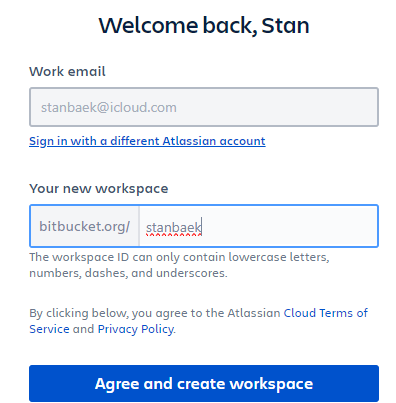 Welcome back, Stan
Work email
stanbaek@icloud.com
Sign in with a different Atlassian account
Your new workspace
bitbucket.org/ stanbaek
The workspace ID can only contain lowercase letters,
numbers, dashes, and underscores.
By clicking below, you agree to the Atlassian Cloud Terms of
Service and Privacy Policy.
Agree and create workspace